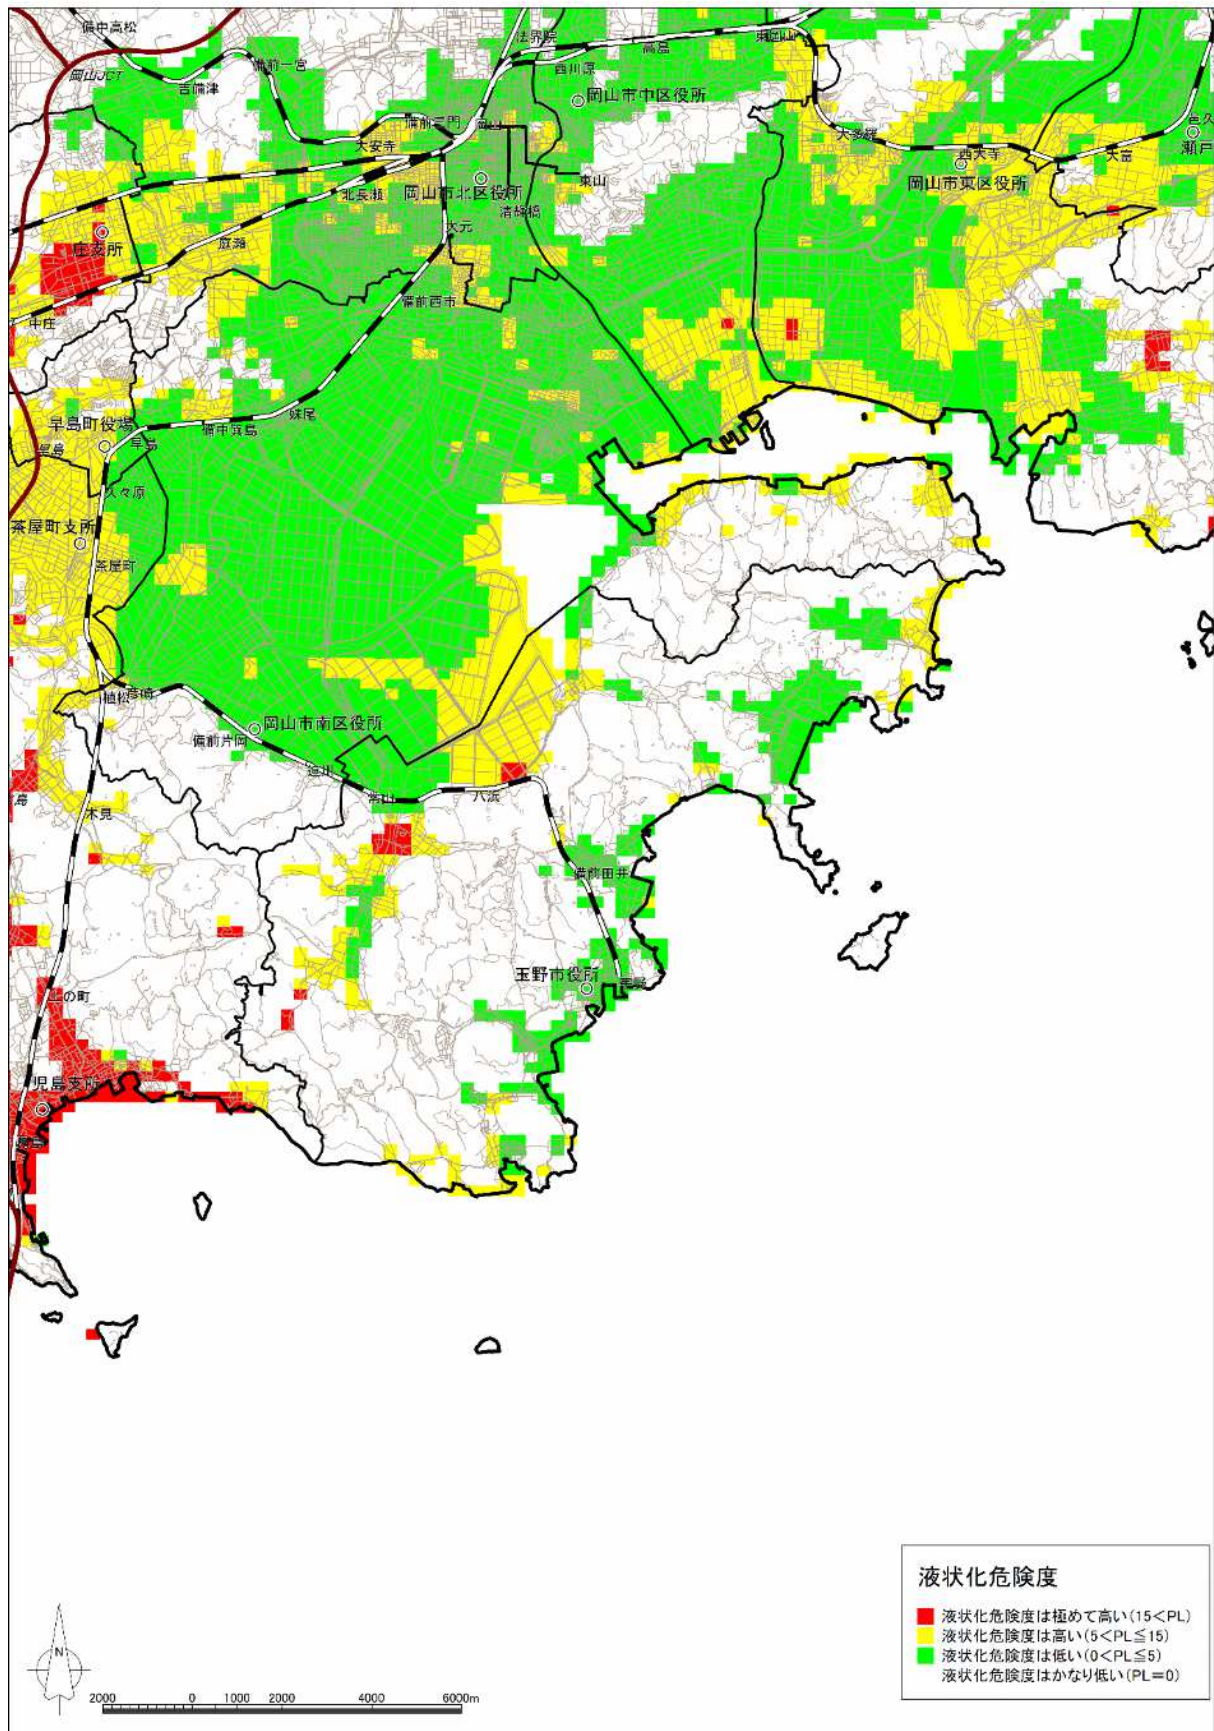 備中高松
法界院
高島
東岡山
岡山JCT
吉備津
備前一宮
西川原
岡山市中区役所
備前三門
岡山
大安寺
大多羅
邑久
瀬戸
西大寺
大富
岡山市東区役所
北長瀬
岡山市北区役所
東山
清輝橋
大元
庄支所
庭瀬
備前西市
中庄
妹尾
早島町役場
備中箕島
早島
早島
久々原
茶屋町支所
茶屋町
植松
彦崎
岡山市南区役所
備前片岡
迫川
常山
八浜
島
木見
備前田井
玉野市役所
宇野
上の町
児島支所
児島
液状化危険度
液状化危険度は極めて高い(15<PL)
液状化危険度は高い(5<PL≦15)
液状化危険度は低い(0<PL≦5)
液状化危険度はかなり低い(PL=0)
N
2000 0 1000 2000 4000 6000m